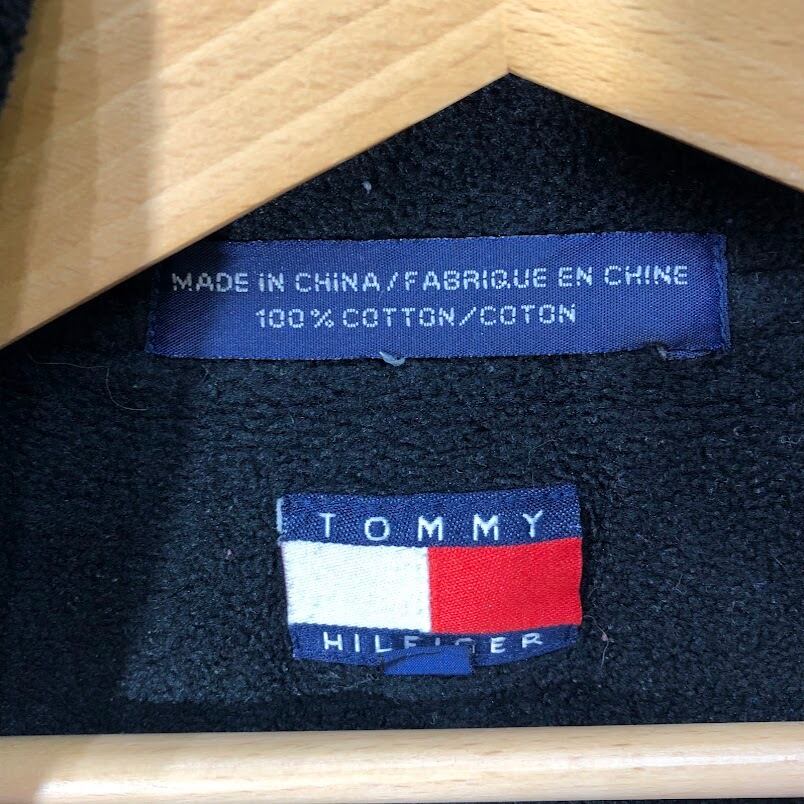 MADE IN CHINA/FABRIQUE EN CHINE
100% COTTON/COTON
TOMMY
HILFIGER